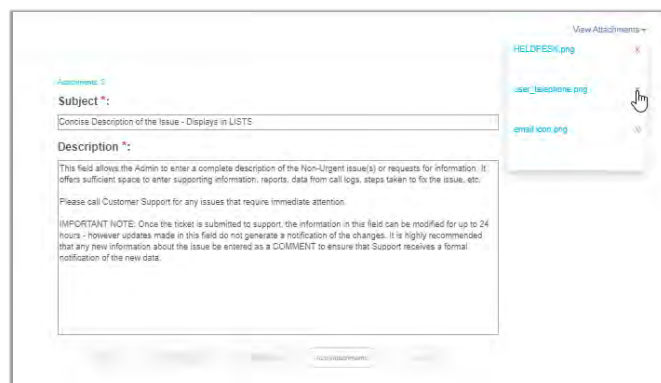 View Attachments
HELPDESK.png X
user_telephone.png
email icon.png X
Attachments: 3
Subject *:
Concise Description of the Issue - Displays in LISTS
Description *:
This field allows the Admin to enter a complete description of the Non-Urgent issue(s) or requests for information. It
offers sufficient space to enter supporting information, reports, data from call logs, steps taken to fix the issue, etc.
Please call Customer Support for any issues that require immediate attention.
IMPORTANT NOTE: Once the ticket is submitted to support, the information in this field can be modified for up to 24
hours - however updates made in this field do not generate a notification of the changes. It is highly recommended
that any new information about the issue be entered as a COMMENT to ensure that Support receives a formal
notification of the new data.